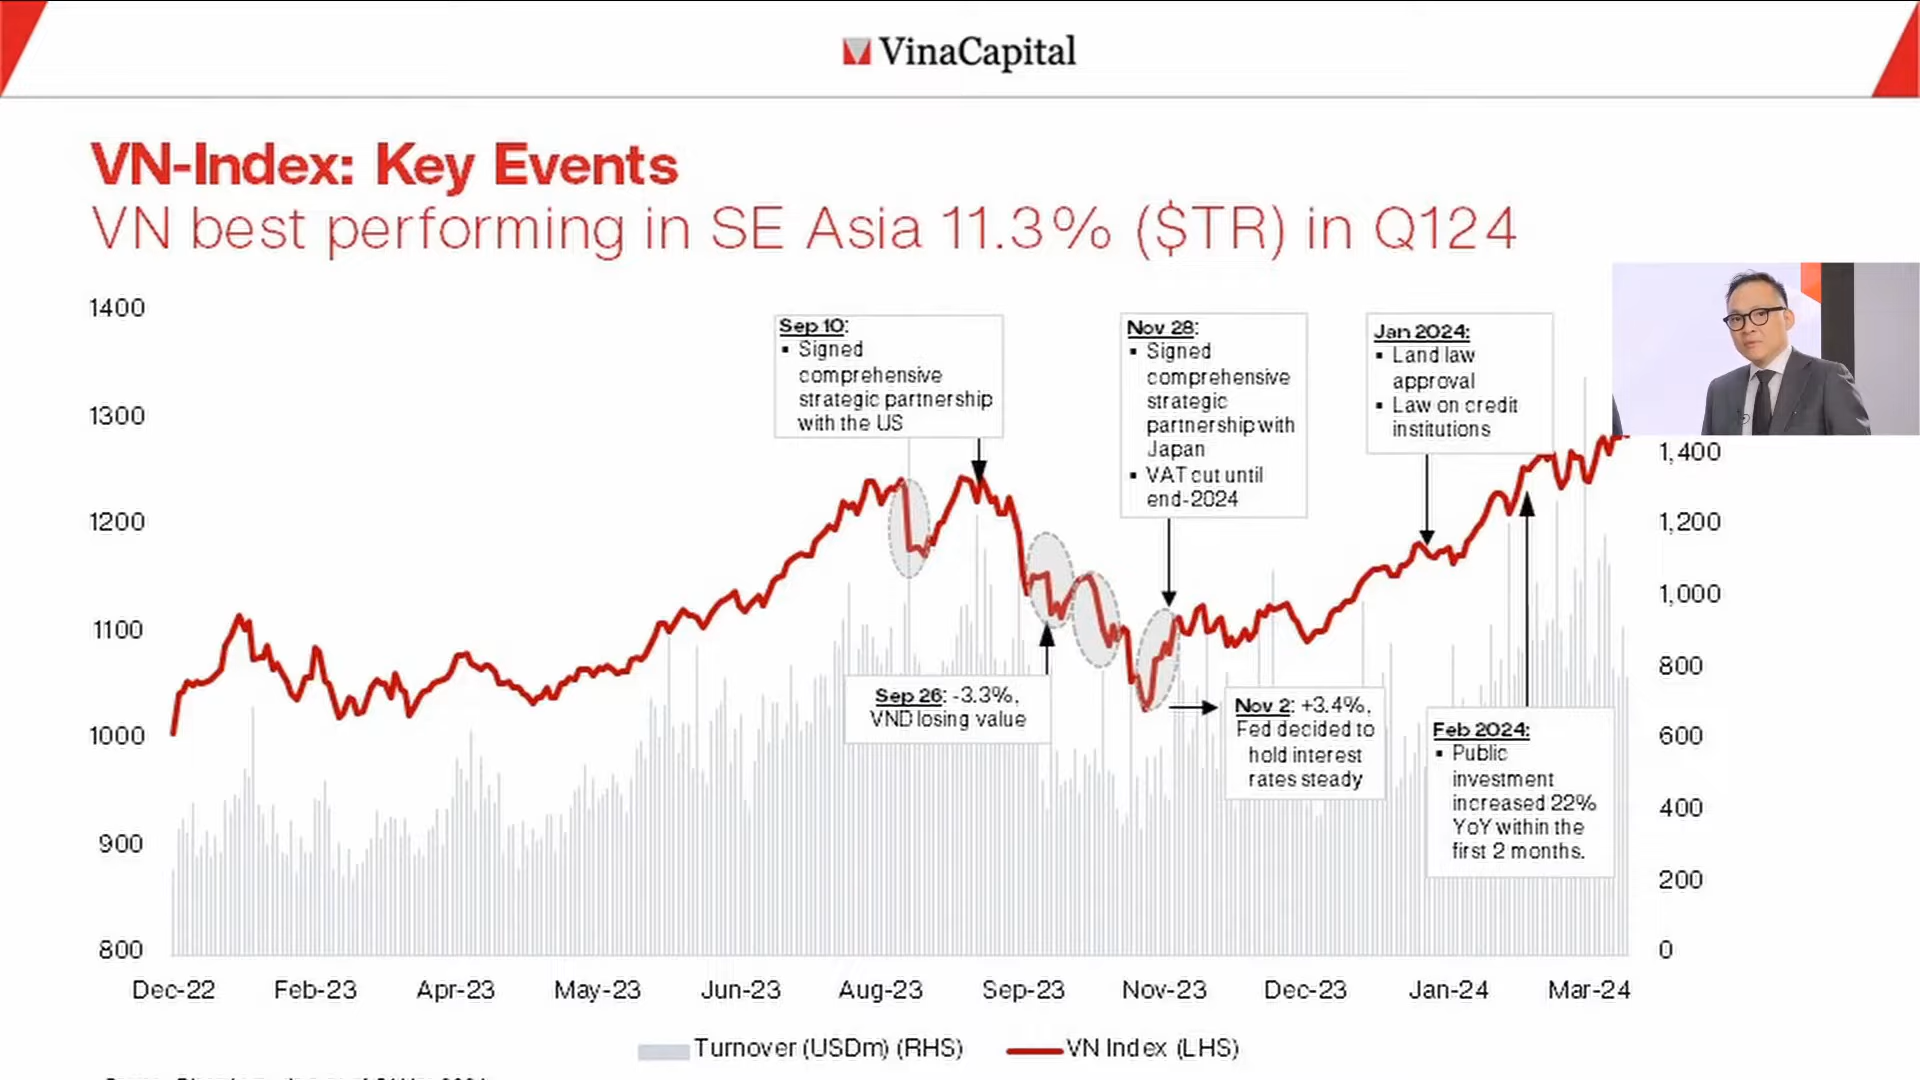 VinaCapital
VN-Index: Key Events
VN best performing in SE Asia 11.3% ($TR) in Q124
1400
1300
1200
1100
1000
900
800
Sep 10:
▪ Signed
comprehensive
strategic partnership
with the US
Nov 28:
▪ Signed
comprehensive
strategic
partnership with
Japan
▪ VAT cut until
end-2024
Jan 2024:
▪ Land law
approval
▪ Law on credit
institutions
Sep 26: -3.3%,
VND losing value
Nov 2: +3.4%,
Fed decided to
hold interest
rates steady
Feb 2024:
▪ Public
investment
increased 22%
YoY within the
first 2 months.
1,400
1,200
1,000
800
600
400
200
0
Dec-22 Feb-23 Apr-23 May-23 Jun-23 Aug-23 Sep-23 Nov-23 Dec-23 Jan-24 Mar-24
Turnover (USDm) (RHS) VN Index (LHS)